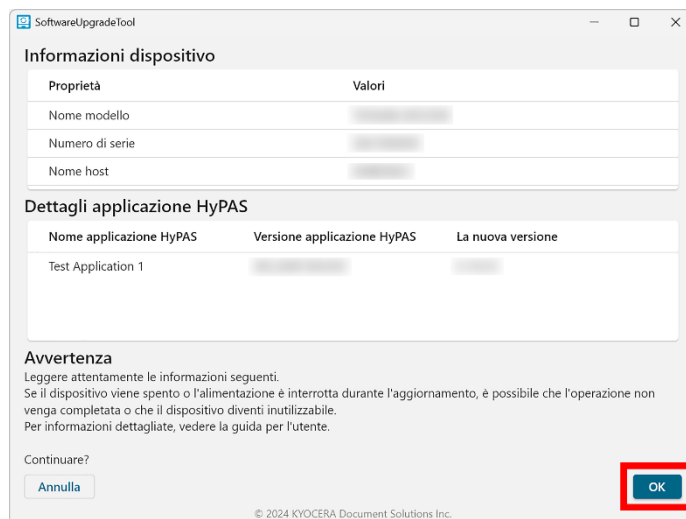 SoftwareUpgradeTool
Informazioni dispositivo
Proprietà Valori
Nome modello
Numero di serie
Nome host
Dettagli applicazione HyPAS
Nome applicazione HyPAS Versione applicazione HyPAS La nuova versione
Test Application 1
Avvertenza
Leggere attentamente le informazioni seguenti.
Se il dispositivo viene spento o l'alimentazione è interrotta durante l'aggiornamento, è possibile che l'operazione non
venga completata o che il dispositivo diventi inutilizzabile.
Per informazioni dettagliate, vedere la guida per l'utente.
Continuare?
Annulla OK
© 2024 KYOCERA Document Solutions Inc.